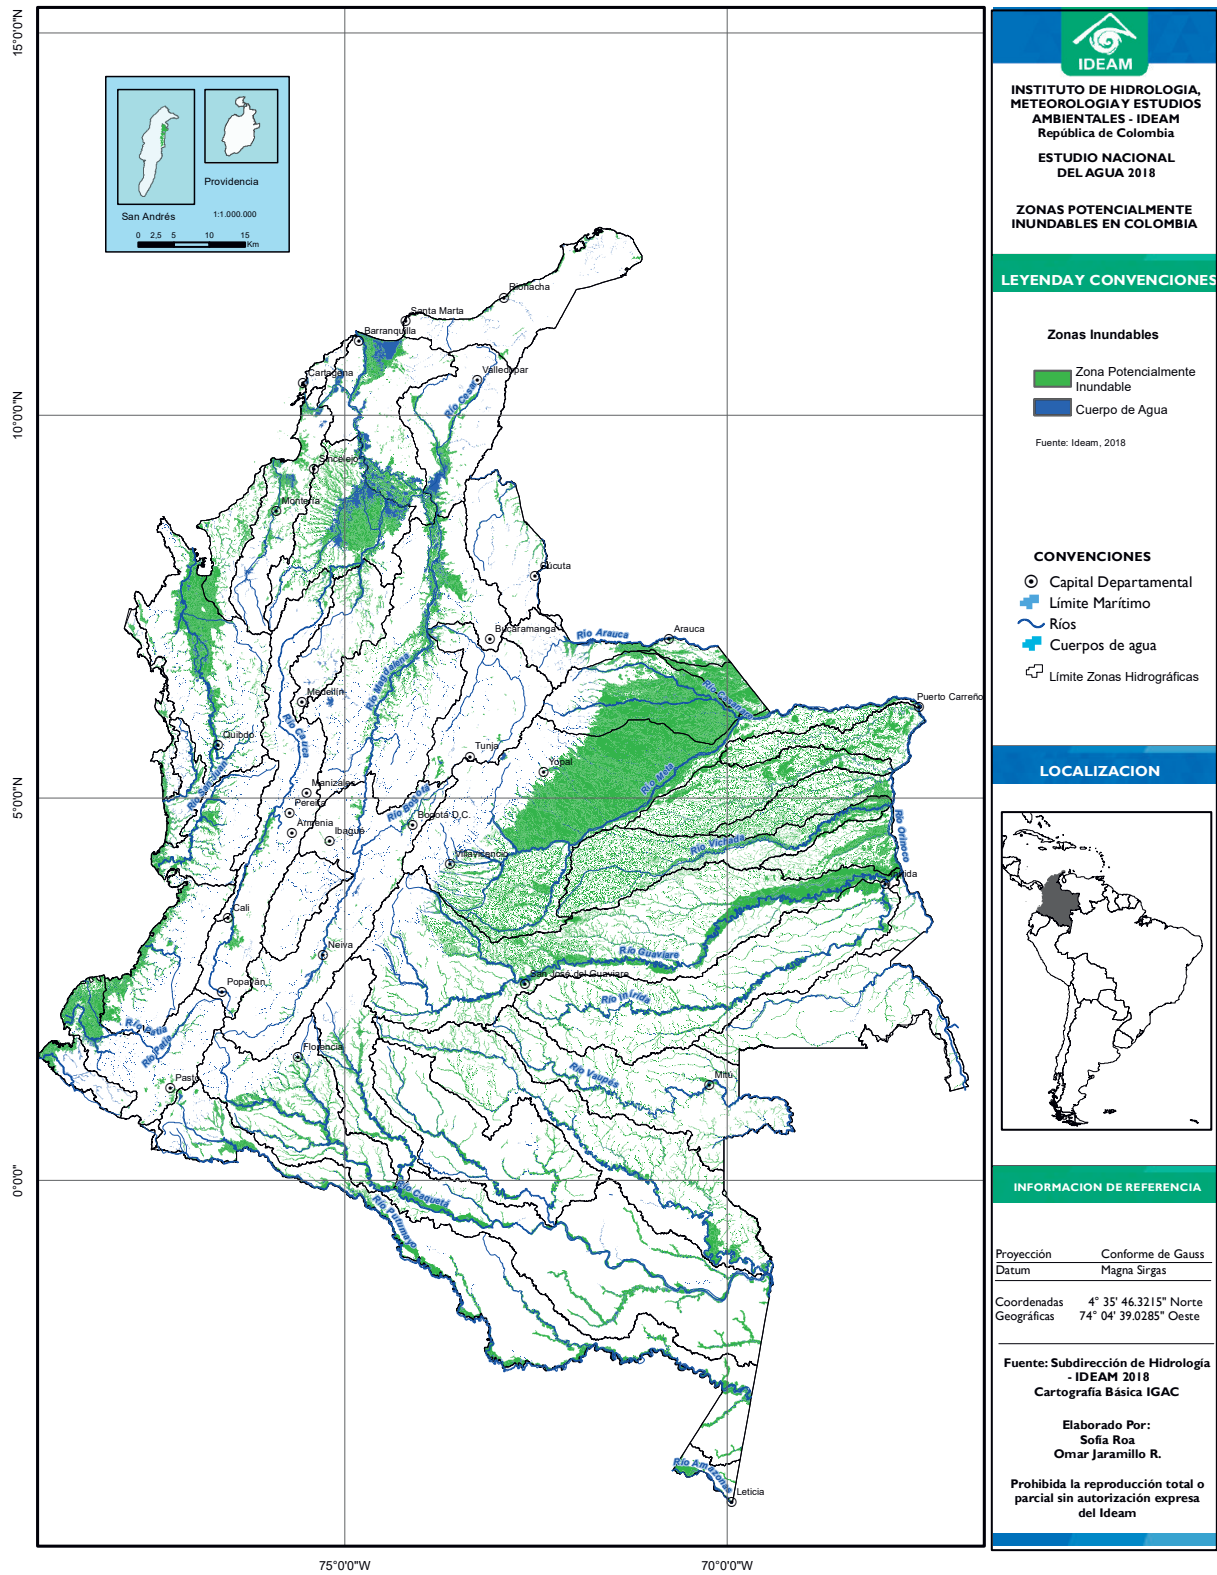 15°0'0"N
10°0'0"N
5°0'0"N
0°0'0"
75°0'0"W
70°0'0"W
San Andrés
Providencia
1:1.000.000
0 2,5 5 10 15
Km
Riohacha
Santa Marta
Barranquilla
Cartagena
Valledupar
Río Cesar
Sincelejo
Montería
Cúcuta
Bucaramanga
Río Arauca
Arauca
Río Magdalena
Medellín
Río Casanare
Puerto Carreño
Río Cauca
Quibdó
Tunja
Yopal
Río Meta
Manizales
Pereira
Río Bogotá
Bogotá D.C.
Armenia
Ibagué
Río Orinoco
Río Vichada
Villavicencio
Cali
Neiva
Río Guaviare
San José del Guaviare
Popayán
Río Inírida
Río Patía
Florencia
Río Vaupés
Mitú
Pasto
Río Caquetá
Río Putumayo
Río Amazonas
Leticia
IDEAM
INSTITUTO DE HIDROLOGIA,
METEOROLOGIA Y ESTUDIOS
AMBIENTALES - IDEAM
República de Colombia
ESTUDIO NACIONAL
DEL AGUA 2018
ZONAS POTENCIALMENTE
INUNDABLES EN COLOMBIA
LEYENDA Y CONVENCIONES
Zonas Inundables
Zona Potencialmente
Inundable
Cuerpo de Agua
Fuente: Ideam, 2018
CONVENCIONES
Capital Departamental
Límite Marítimo
Ríos
Cuerpos de agua
Límite Zonas Hidrográficas
LOCALIZACION
INFORMACION DE REFERENCIA
Proyección Conforme de Gauss
Datum Magna Sirgas
Coordenadas 4° 35' 46.3215" Norte
Geográficas 74° 04' 39.0285" Oeste
Fuente: Subdirección de Hidrología
- IDEAM 2018
Cartografía Básica IGAC
Elaborado Por:
Sofia Roa
Omar Jaramillo R.
Prohibida la reproducción total o
parcial sin autorización expresa
del Ideam